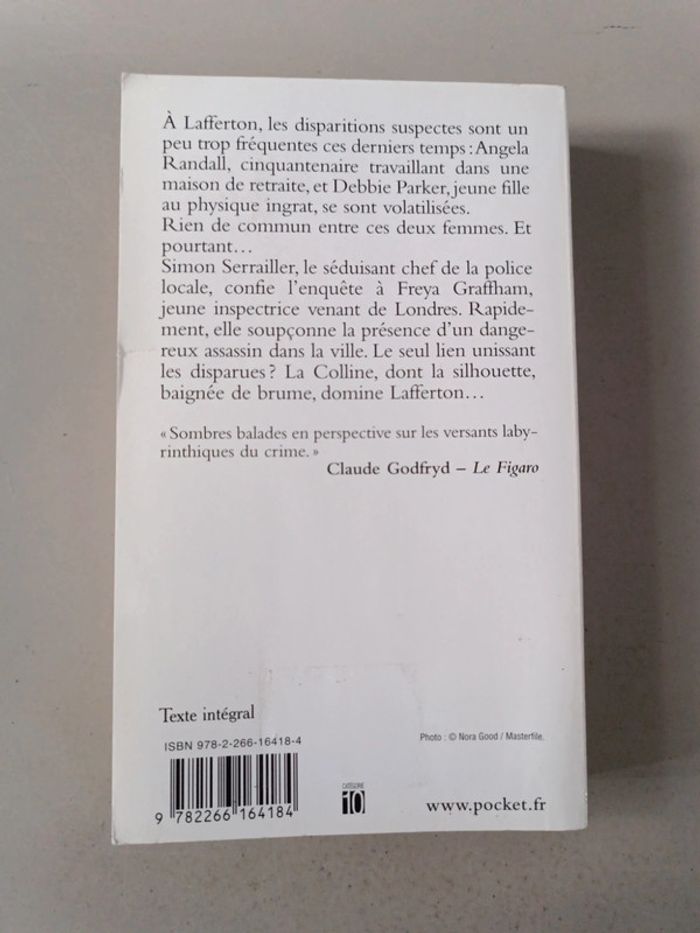 À Lafferton, les disparitions suspectes sont un
peu trop fréquentes ces derniers temps : Angela
Randall, cinquantenaire travaillant dans une
maison de retraite, et Debbie Parker, jeune fille
au physique ingrat, se sont volatilisées.
Rien de commun entre ces deux femmes. Et
pourtant…
Simon Serrailler, le séduisant chef de la police
locale, confie l'enquête à Freya Graffham,
jeune inspectrice venant de Londres. Rapide-
ment, elle soupçonne la présence d'un dange-
reux assassin dans la ville. Le seul lien unissant
les disparues ? La Colline, dont la silhouette,
baignée de brume, domine Lafferton…
« Sombres balades en perspective sur les versants laby-
rinthiques du crime. »
Claude Godfryd – Le Figaro
Texte intégral
ISBN 978-2-266-16418-4
Photo : © Nora Good / Masterfile.
9 782266 164184
CATÉGORIE
10
www.pocket.fr